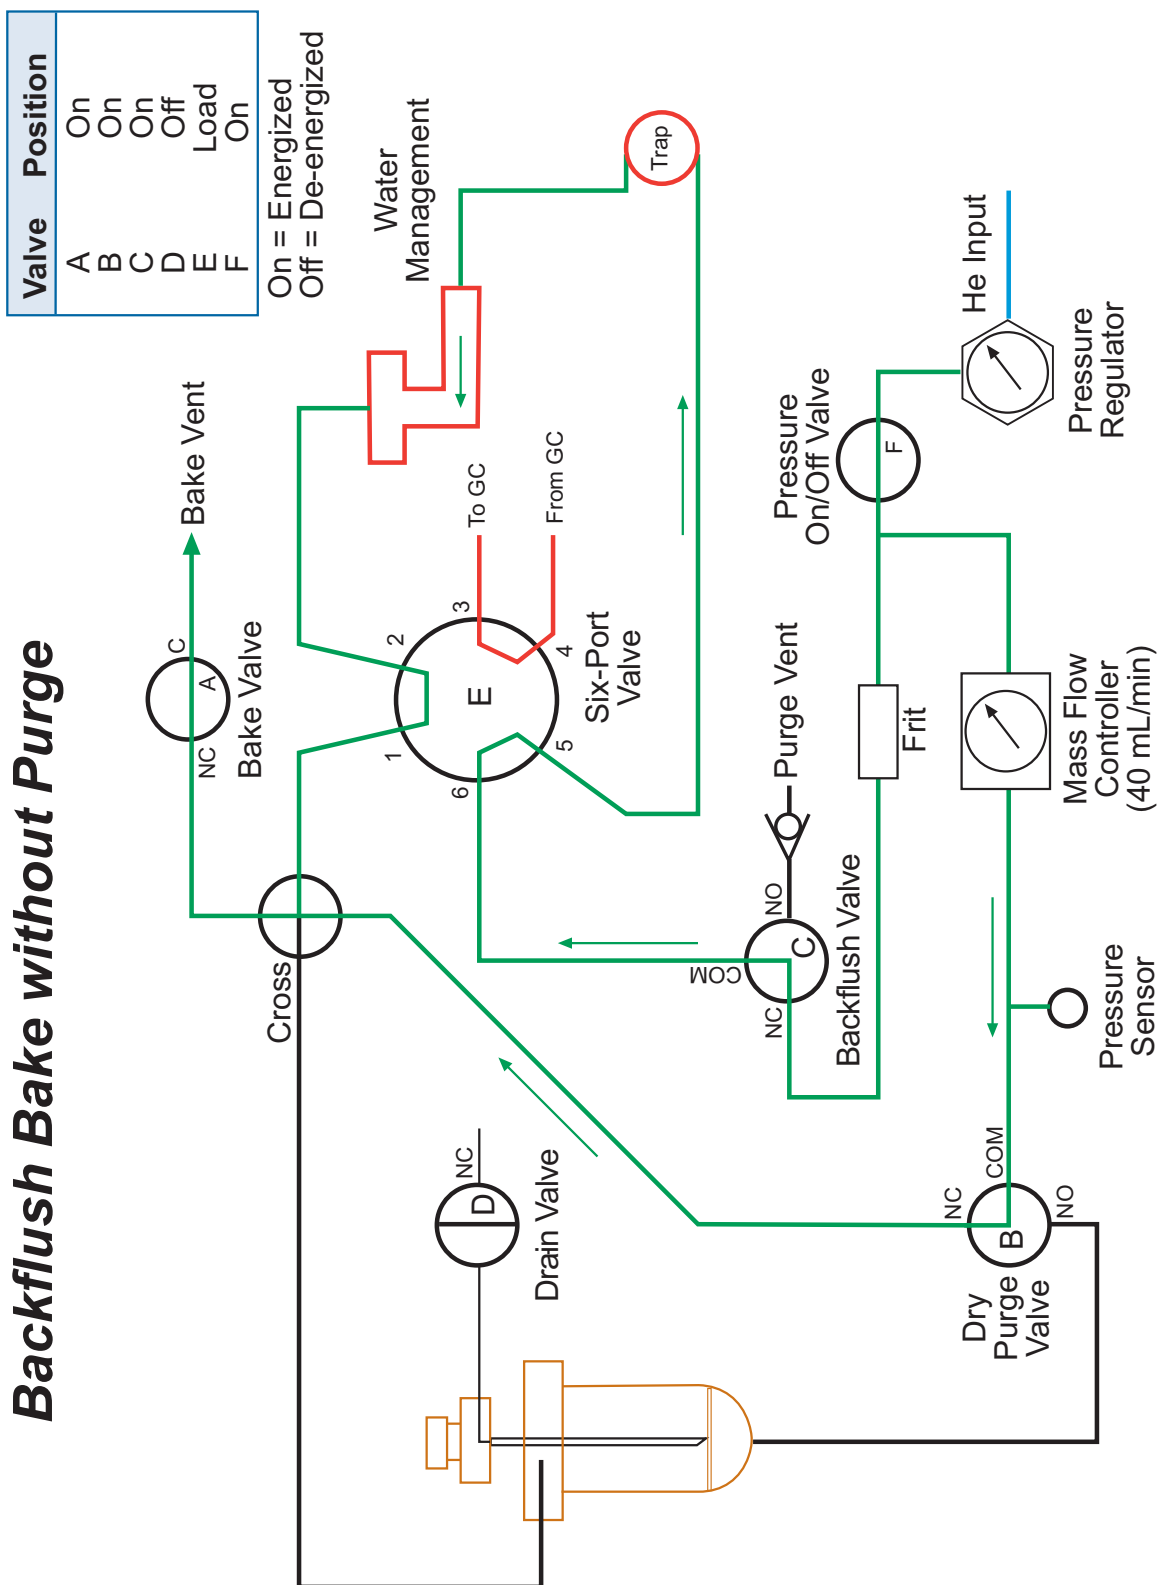 Backflush Bake without Purge
Valve Position
A On
B On
C On
D Off
E Load
F On
On = Energized
Off = De-energized
Bake Vent
C
A
NC
Bake Valve
Water
Management
Trap
To GC
From GC
1
2
3
4
5
6
E
Six-Port
Valve
Cross
He Input
Pressure
Regulator
Pressure
On/Off Valve
F
Purge Vent
NO
C
COM
NC
Backflush Valve
Frit
Mass Flow
Controller
(40 mL/min)
Pressure
Sensor
NC
D
Drain Valve
NC
COM
NO
B
Dry
Purge
Valve